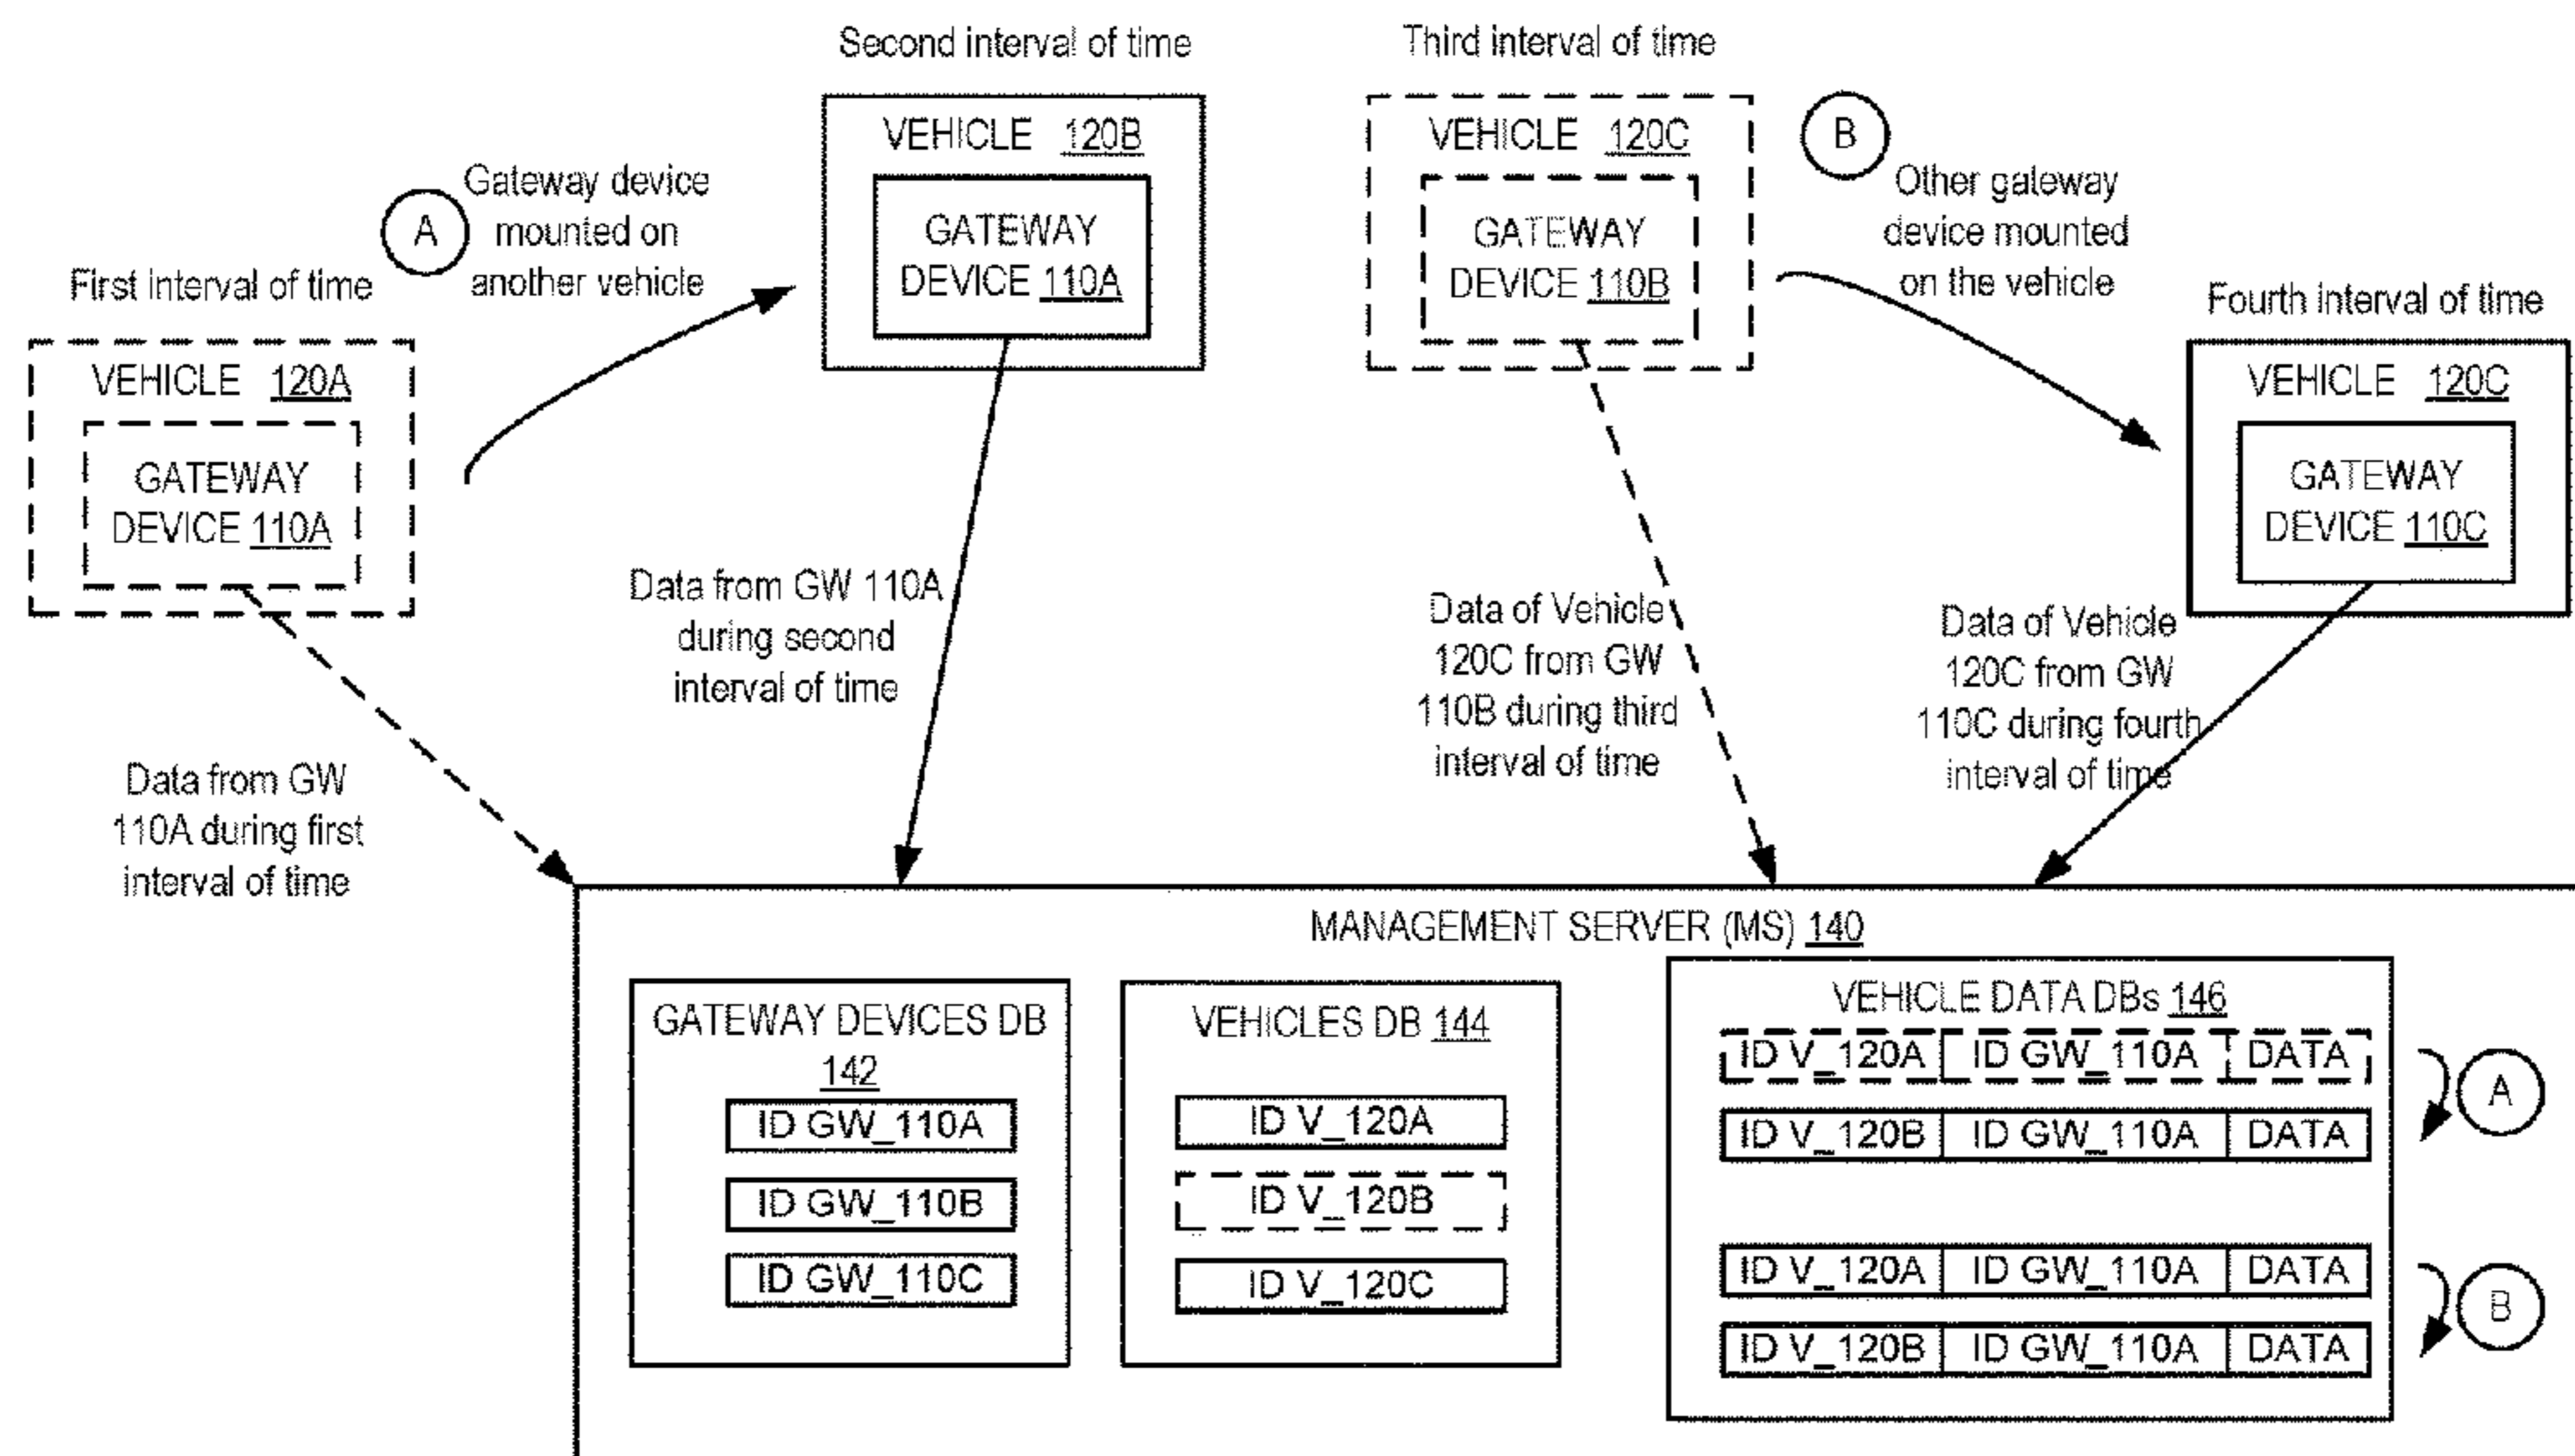 Second interval of time
Third interval of time
VEHICLE 120B
GATEWAY
DEVICE 110A
VEHICLE 120C
GATEWAY
DEVICE 110B
B
Other gateway
device mounted
on the vehicle
A
Gateway device
mounted on
another vehicle
First interval of time
VEHICLE 120A
GATEWAY
DEVICE 110A
Fourth interval of time
VEHICLE 120C
GATEWAY
DEVICE 110C
Data from GW
110A during first
interval of time
Data from GW 110A
during second
interval of time
Data of Vehicle
120C from GW
110B during third
interval of time
Data of Vehicle
120C from GW
110C during fourth
interval of time
MANAGEMENT SERVER (MS) 140
GATEWAY DEVICES DB
142
ID GW_110A
ID GW_110B
ID GW_110C
VEHICLES DB 144
ID V_120A
ID V_120B
ID V_120C
VEHICLE DATA DBs 146
ID V_120A ID GW_110A DATA
ID V_120B ID GW_110A DATA
A
ID V_120A ID GW_110A DATA
ID V_120B ID GW_110A DATA
B